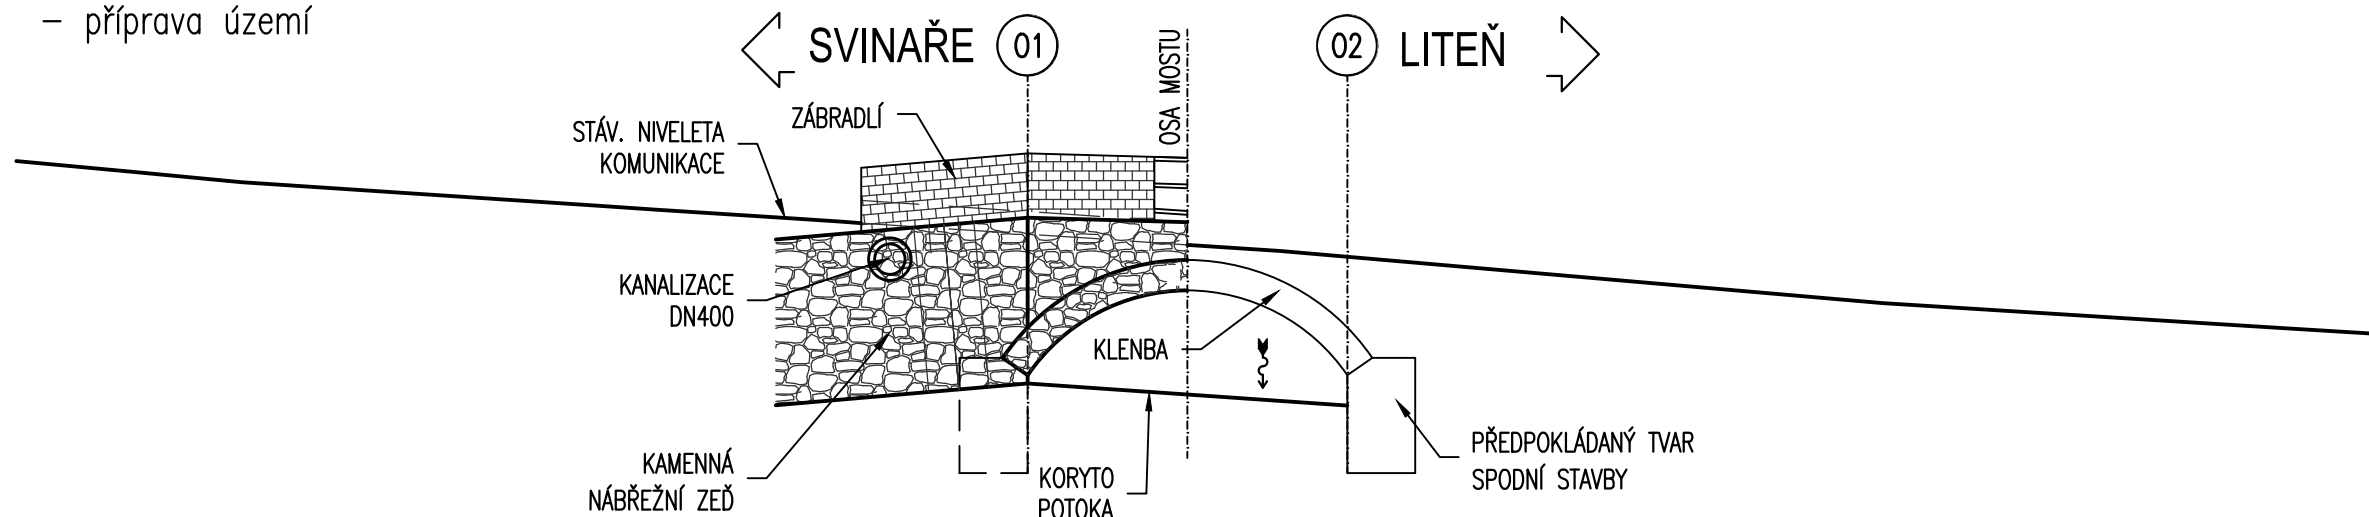 – příprava území
SVINAŘE 01
02 LITEŇ
OSA MOSTU
ZÁBRADLÍ
STÁV. NIVELETA
KOMUNIKACE
KANALIZACE
DN400
KLENBA
KAMENNÁ
NÁBŘEŽNÍ ZEĎ
KORYTO
POTOKA
PŘEDPOKLÁDANÝ TVAR
SPODNÍ STAVBY